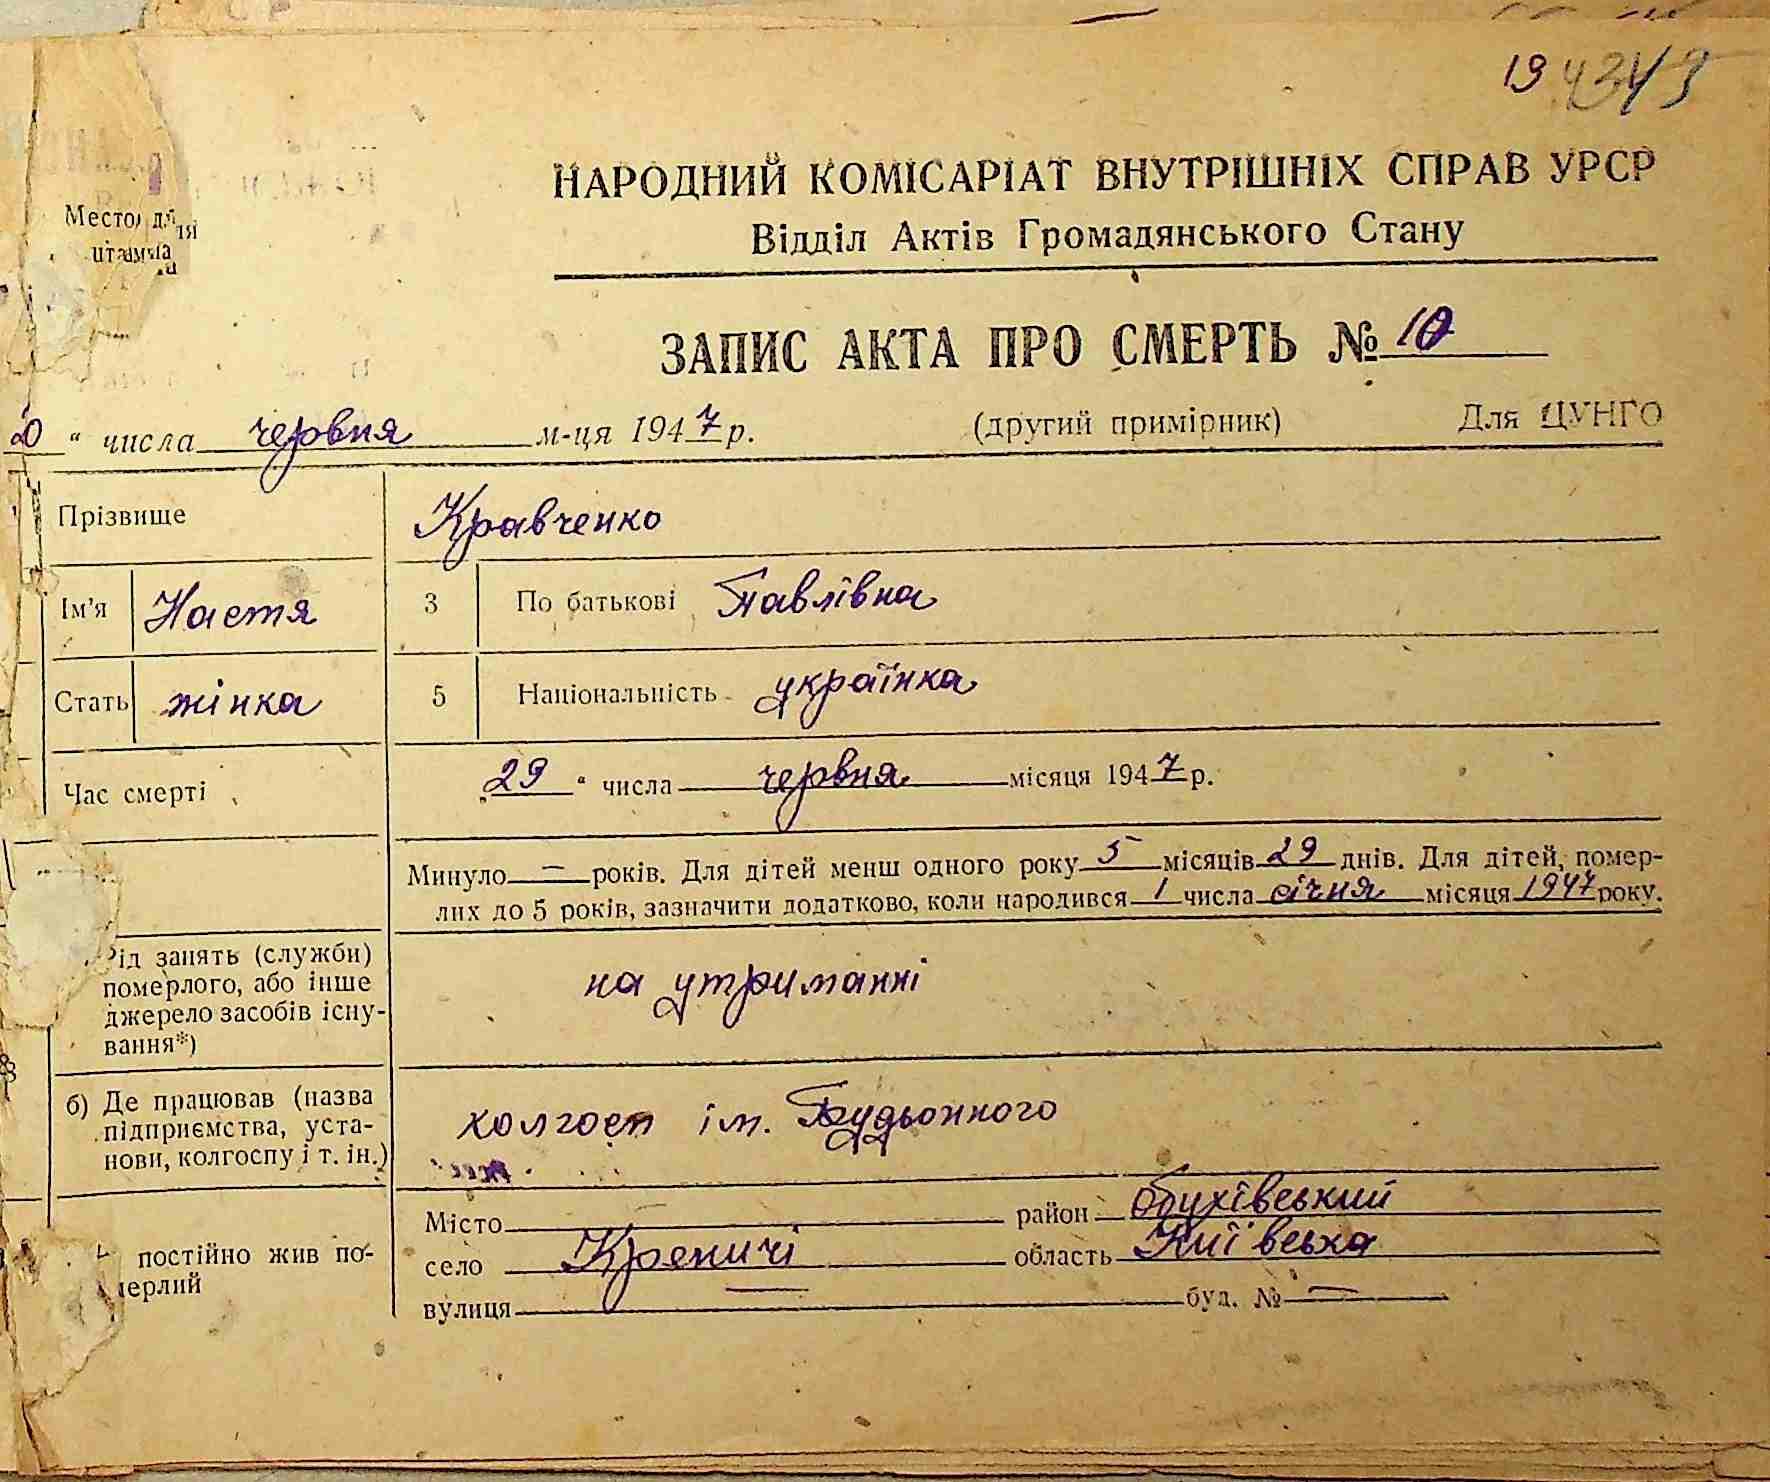 19
НАРОДНИЙ КОМІСАРІАТ ВНУТРІШНІХ СПРАВ УРСР
Відділ Актів Громадянського Стану
Место для
штампа
ЗАПИС АКТА ПРО СМЕРТЬ № 10
“ числа червня м-ця 1947 р. (другий примірник) Для ЦУНГО
Прізвище Кравченко
Ім'я Настя 3 По батькові Павлівна
Стать жінка 5 Національність українка
Час смерті „29“ числа червня місяця 1947 р.
Минуло — років. Для дітей менш одного року 5 місяців 29 днів. Для дітей, помер-
лих до 5 років, зазначити додатково, коли народився 1 числа січня місяця 1947 року.
Рід занять (служби)
померлого, або інше
джерело засобів існу-
вання*)
на утриманні
б) Де працював (назва
підприємства, уста-
нови, колгоспу і т. ін.)
колгосп ім. Будьонного
постійно жив по-
мерлий
Місто район Обухівський
село Креничі область Київська
вулиця — буд. № —